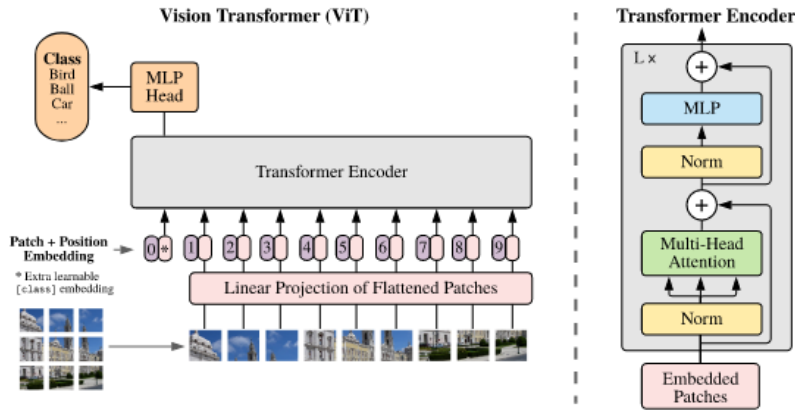 Vision Transformer (ViT)
Class
Bird
Ball
Car
...
MLP
Head
Transformer Encoder
Patch + Position
Embedding
* Extra learnable
[class] embedding
0 * 1 2 3 4 5 6 7 8 9
Linear Projection of Flattened Patches
Transformer Encoder
L x
+
MLP
Norm
+
Multi-Head
Attention
Norm
Embedded
Patches